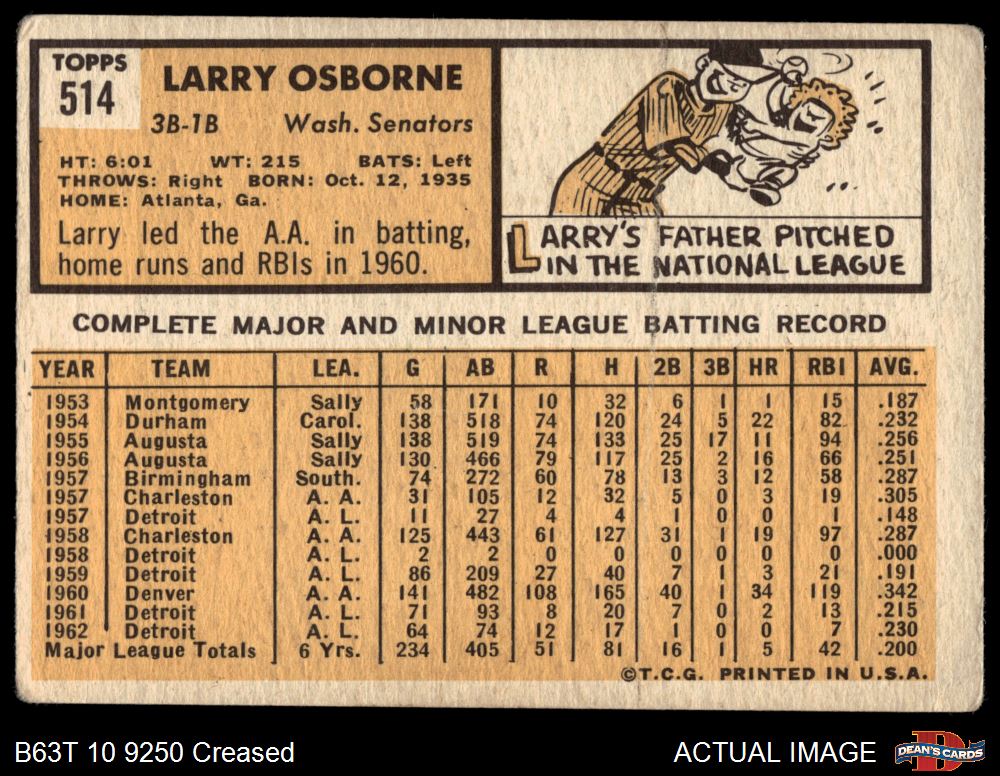 TOPPS
514
LARRY OSBORNE
3B-1B Wash. Senators
HT: 6:01 WT: 215 BATS: Left
THROWS: Right BORN: Oct. 12, 1935
HOME: Atlanta, Ga.
Larry led the A.A. in batting,
home runs and RBIs in 1960.
LARRY'S FATHER PITCHED
IN THE NATIONAL LEAGUE
COMPLETE MAJOR AND MINOR LEAGUE BATTING RECORD
YEAR TEAM LEA. G AB R H 2B 3B HR RBI AVG.
1953 Montgomery Sally 58 171 10 32 6 1 1 15 .187
1954 Durham Carol. 138 518 74 120 24 5 22 82 .232
1955 Augusta Sally 138 519 74 133 25 17 11 94 .256
1956 Augusta Sally 130 466 79 117 25 2 16 66 .251
1957 Birmingham South. 74 272 60 78 13 3 12 58 .287
1957 Charleston A. A. 31 105 12 32 5 0 3 19 .305
1957 Detroit A. L. 11 27 4 4 1 0 0 1 .148
1958 Charleston A. A. 125 443 61 127 31 1 19 97 .287
1958 Detroit A. L. 2 2 0 0 0 0 0 0 .000
1959 Detroit A. L. 86 209 27 40 7 1 3 21 .191
1960 Denver A. A. 141 482 108 165 40 1 34 119 .342
1961 Detroit A. L. 71 93 8 20 7 0 2 13 .215
1962 Detroit A. L. 64 74 12 17 1 0 0 7 .230
Major League Totals 6 Yrs. 234 405 51 81 16 1 5 42 .200
©T.C.G. PRINTED IN U.S.A.
B63T 10 9250 Creased ACTUAL IMAGE
D
DEAN'S CARDS